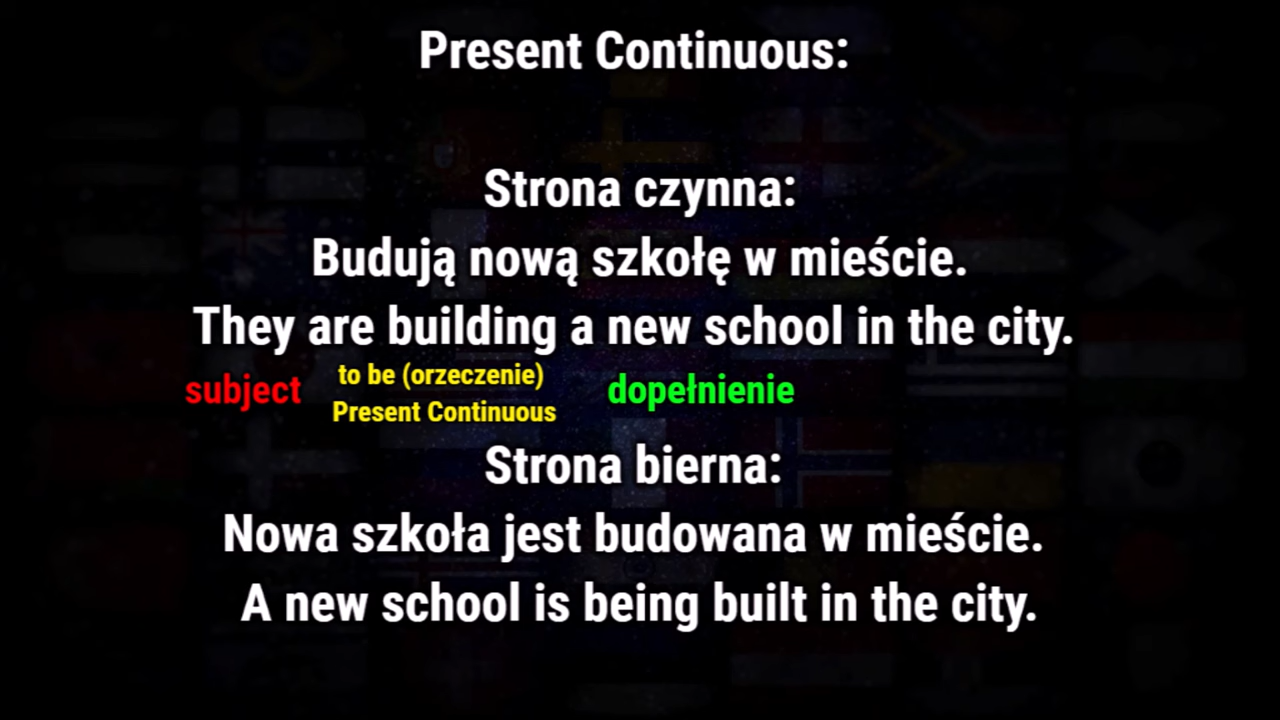 Present Continuous:
Strona czynna:
Budują nową szkołę w mieście.
They are building a new school in the city.
subject to be (orzeczenie) dopełnienie
Present Continuous
Strona bierna:
Nowa szkoła jest budowana w mieście.
A new school is being built in the city.